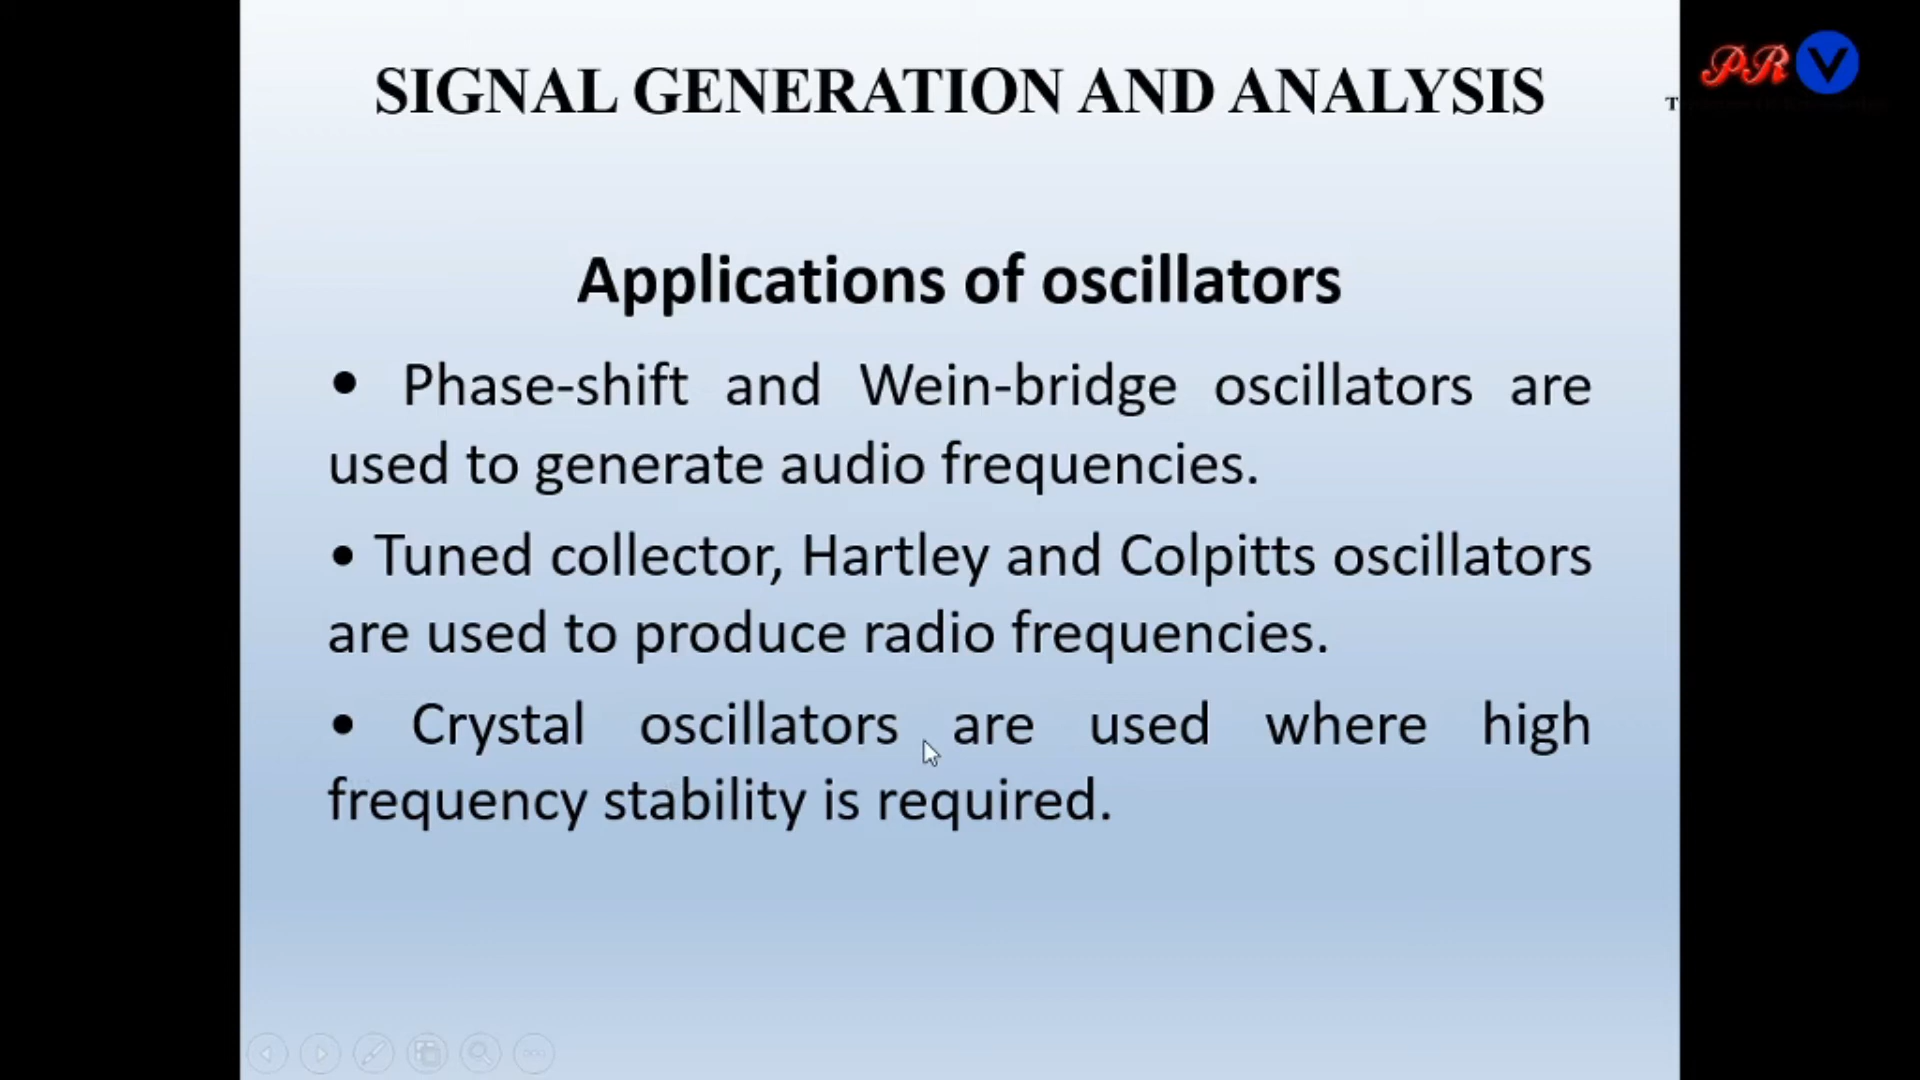 SIGNAL GENERATION AND ANALYSIS
PR V
Applications of oscillators
• Phase-shift and Wein-bridge oscillators are
used to generate audio frequencies.
• Tuned collector, Hartley and Colpitts oscillators
are used to produce radio frequencies.
• Crystal oscillators are used where high
frequency stability is required.